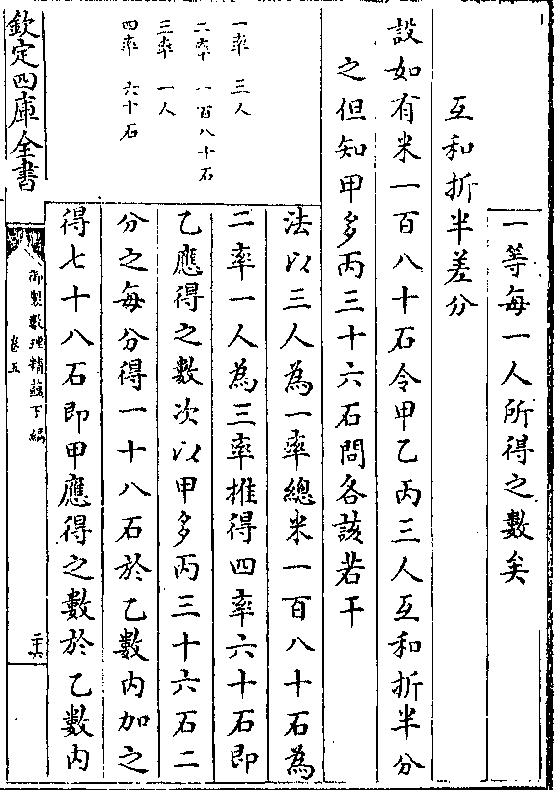 一等每一人所得之數矣
互和折半差分
設如有米一百八十石令甲乙丙三人互和折半分
之但知甲多丙三十六石問各該若干
法以三人為一率總米一百八十石為
二率一人為三率推得四率六十石即
乙應得之數次以甲多丙三十六石二
分之每分得一十八石於乙數内加之
得七十八石即甲應得之數於乙數内
一率 三人
二率 一百八十石
三率 一人
四率 六十石
欽定四庫全書
御製數理精蘊下編
卷五